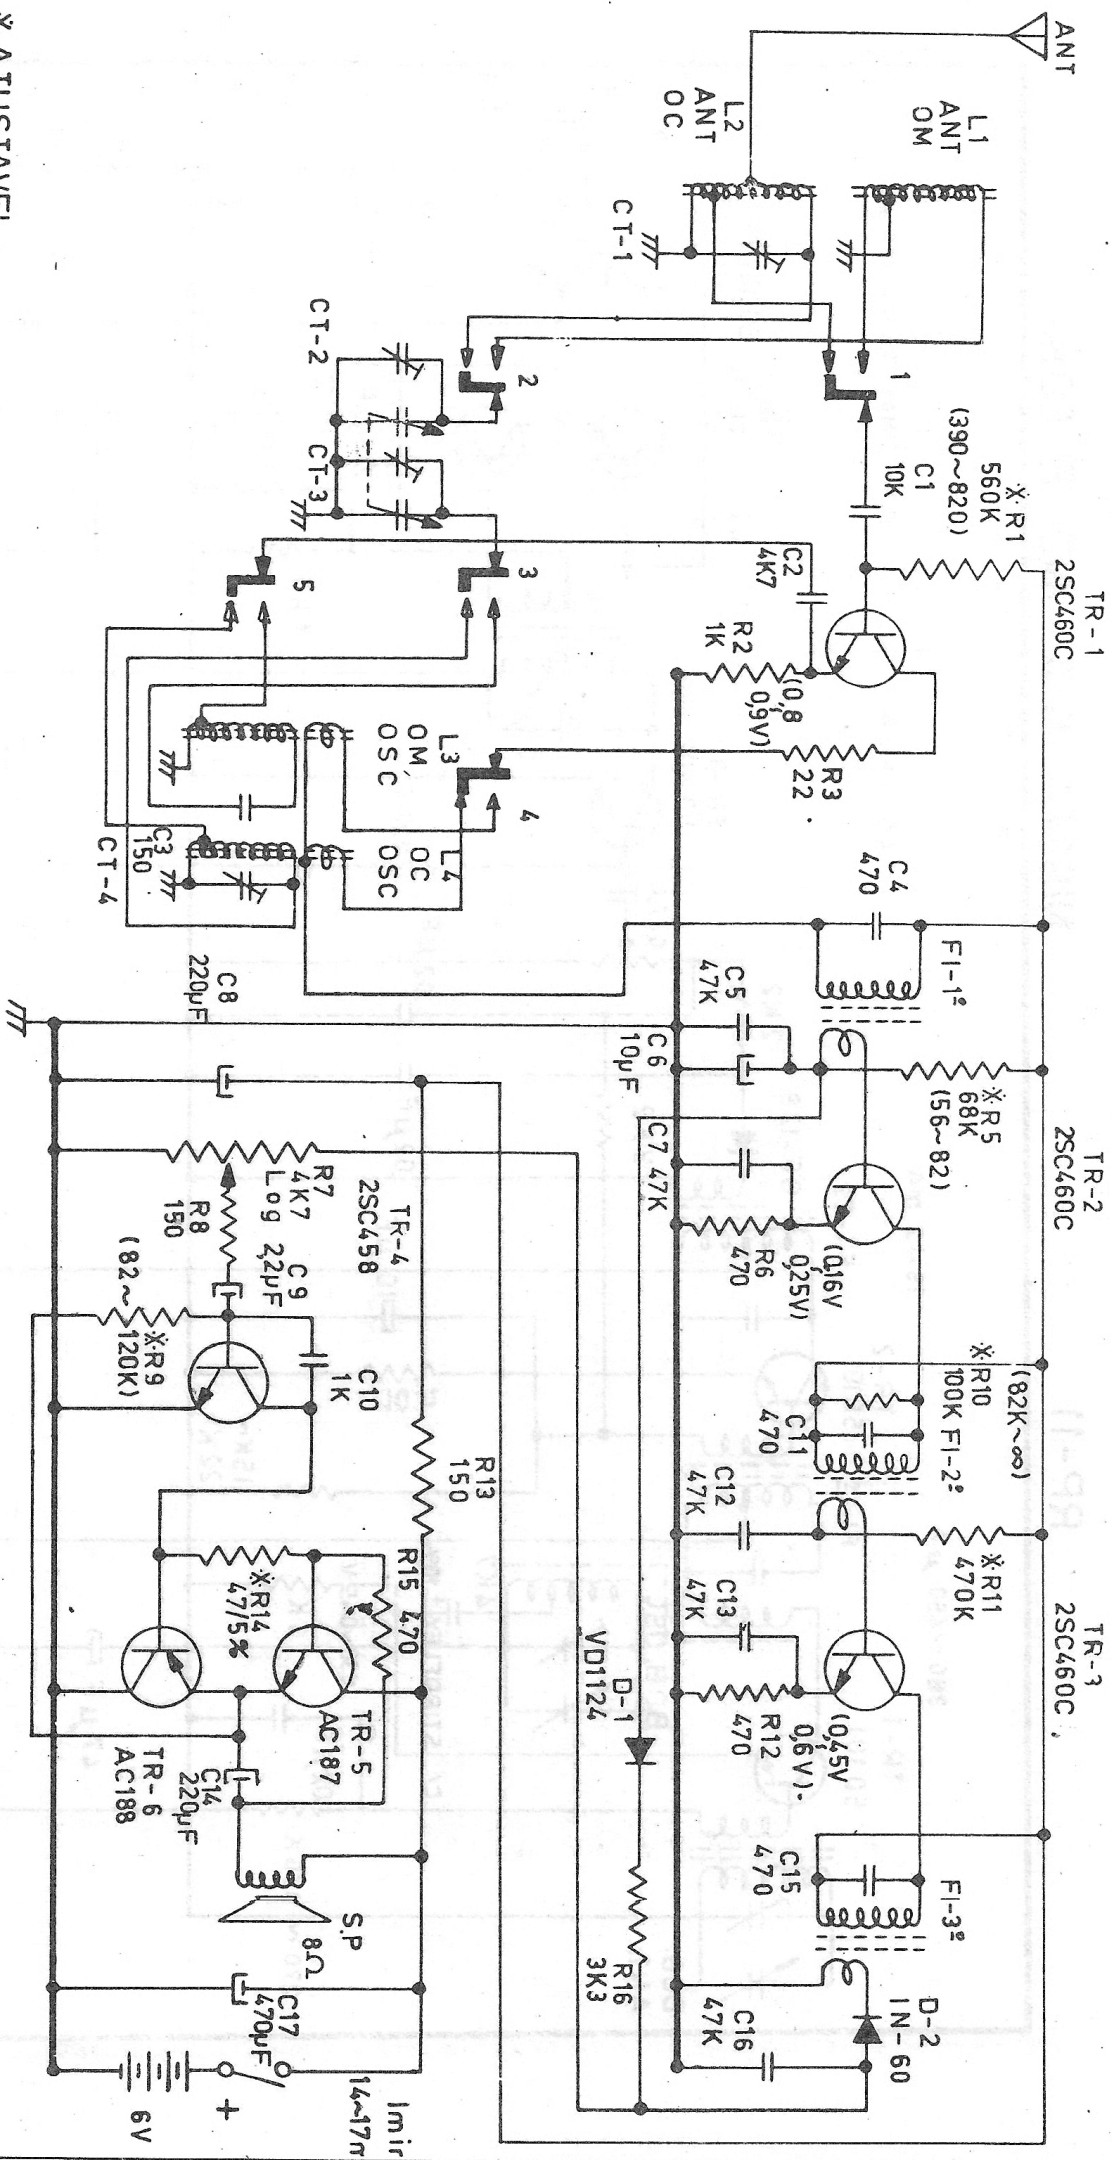 ANT
L1
ANT
OM
L2
ANT
OC
CT-1
CT-2
CT-3
1
2
3
4
5
※R1
560K
(390~820)
C1
10K
TR-1
2SC460C
C2
4K7
R2
1K
(0,8
0,9V)
R3
22
L3
OM
OSC
L4
OC
OSC
C3
150
CT-4
C4
470
FI-1º
C5
47K
C6
10µF
※R5
68K
(56~82)
TR-2
2SC460C
C7 47K
R6
470
(0,16V
0,25V)
※R10
100K
(82K~∞)
C11
470
FI-2º
C12
47K
※R11
470K
TR-3
2SC460C
C13
47K
R12
470
(0,45V
0,6V)
C15
470
FI-3º
D-2
IN-60
C16
47K
D-1
VD1124
R16
3K3
C8
220µF
R7
4K7
Log
R8
150
C9
2,2µF
TR-4
2SC458
※R9
(82~
120K)
C10
1K
R13
150
※R14
47/5%
R15 470
TR-5
AC187
TR-6
AC188
C14
220µF
S.P
8Ω
C17
470µF
+
6V
Imir
14~17m
※ AJUSTAVEL